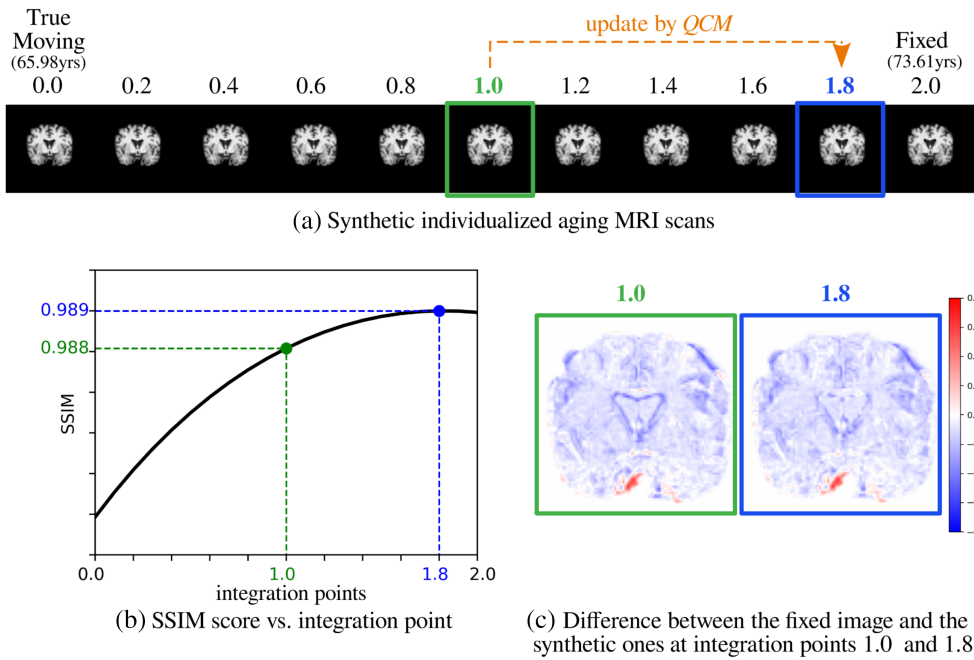 True
Moving
(65.98yrs)
update by QCM
Fixed
(73.61yrs)
0.0 0.2 0.4 0.6 0.8 1.0 1.2 1.4 1.6 1.8 2.0
(a) Synthetic individualized aging MRI scans
0.989
0.988
SSIM
0.0 1.0 1.8 2.0
integration points
(b) SSIM score vs. integration point
1.0 1.8
(c) Difference between the fixed image and the
synthetic ones at integration points 1.0 and 1.8